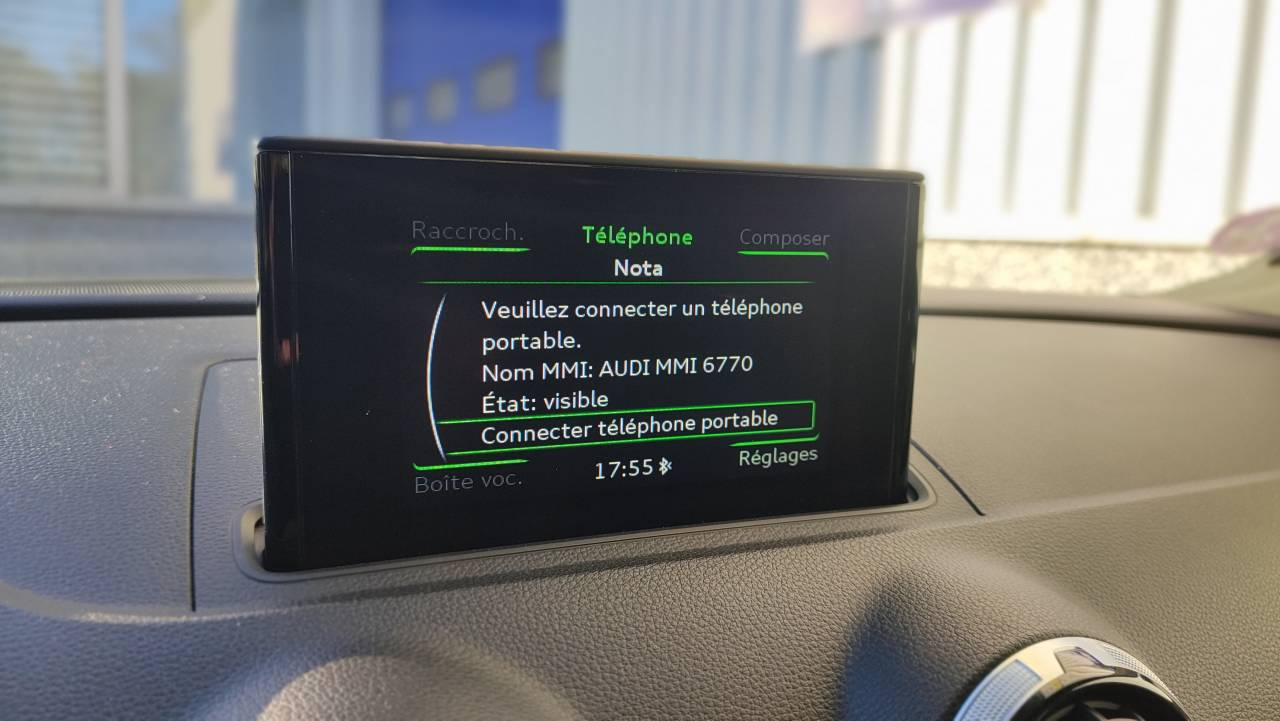 Raccroch. Téléphone Composer
Nota
Veuillez connecter un téléphone
portable.
Nom MMI: AUDI MMI 6770
État: visible
Connecter téléphone portable
Boîte voc. 17:55 Réglages